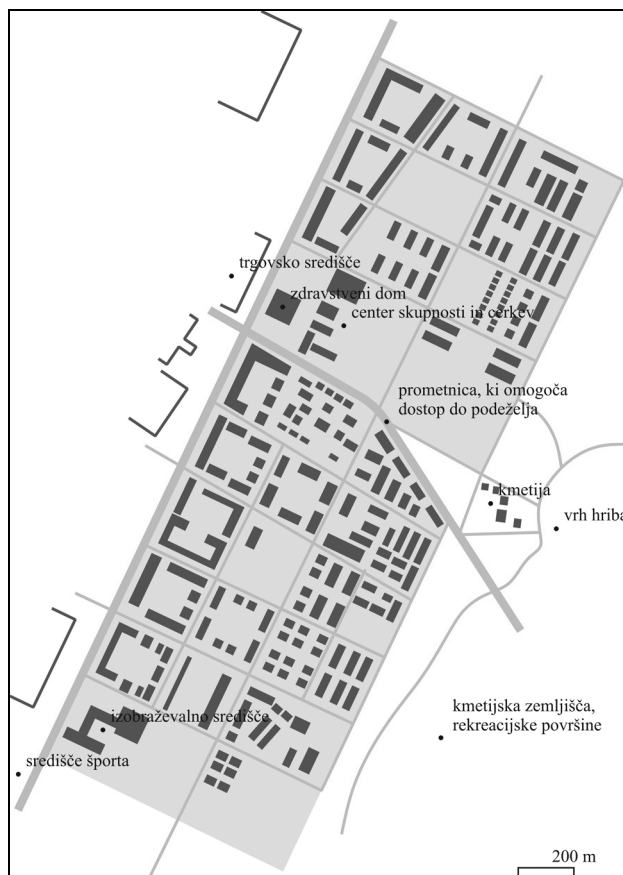 trgovsko središče
zdravstveni dom
center skupnosti in cerkev
prometnica, ki omogoča
dostop do podeželja
kmetija
vrh hriba
kmetijska zemljišča,
rekreacijske površine
izobraževalno središče
središče športa
200 m